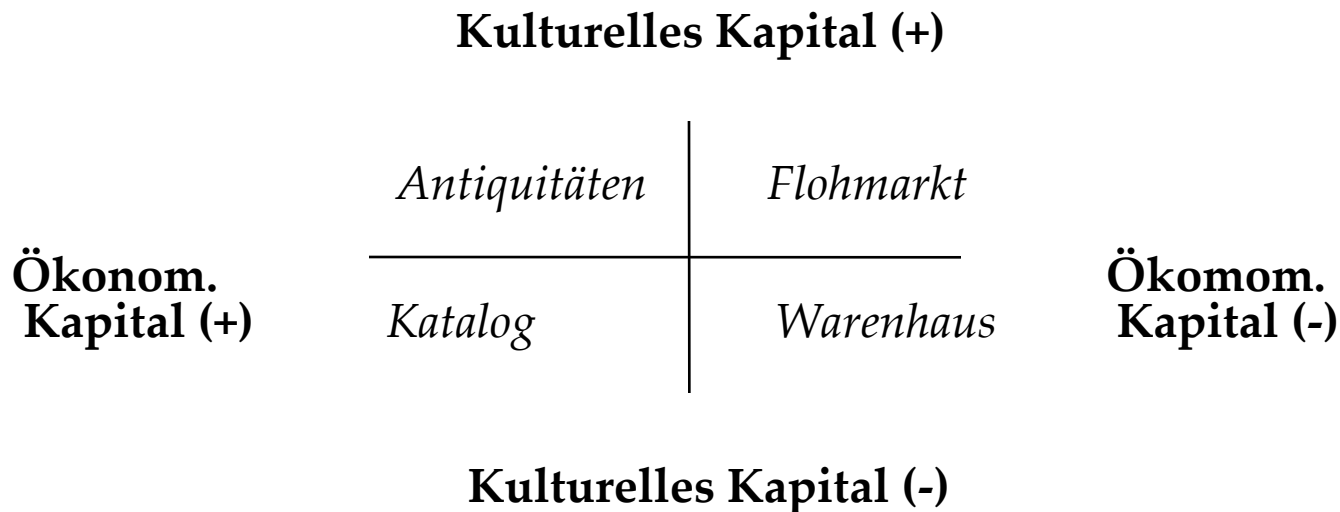 Kulturelles Kapital (+)
Antiquitäten
Flohmarkt
Ökonom.
Kapital (+)
Katalog
Warenhaus
Ökomom.
Kapital (-)
Kulturelles Kapital (-)